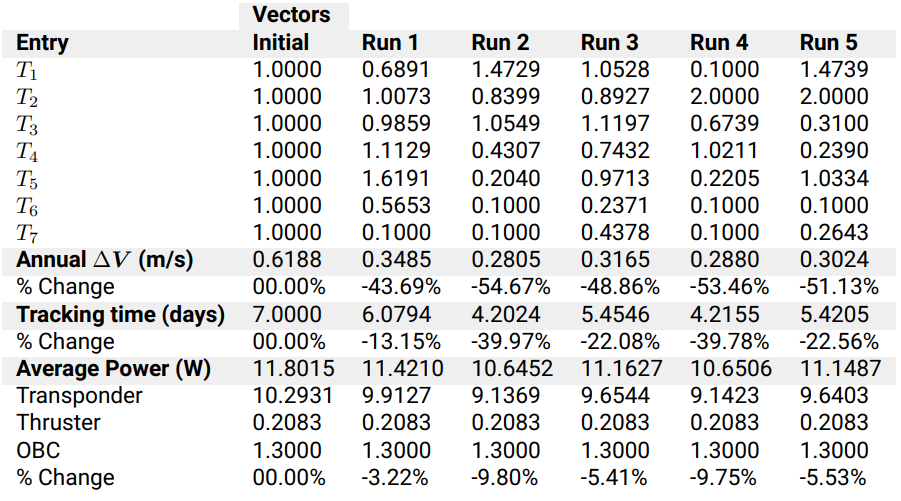 Vectors
Entry Initial Run 1 Run 2 Run 3 Run 4 Run 5
T₁ 1.0000 0.6891 1.4729 1.0528 0.1000 1.4739
T₂ 1.0000 1.0073 0.8399 0.8927 2.0000 2.0000
T₃ 1.0000 0.9859 1.0549 1.1197 0.6739 0.3100
T₄ 1.0000 1.1129 0.4307 0.7432 1.0211 0.2390
T₅ 1.0000 1.6191 0.2040 0.9713 0.2205 1.0334
T₆ 1.0000 0.5653 0.1000 0.2371 0.1000 0.1000
T₇ 1.0000 0.1000 0.1000 0.4378 0.1000 0.2643
Annual ΔV (m/s) 0.6188 0.3485 0.2805 0.3165 0.2880 0.3024
% Change 00.00% -43.69% -54.67% -48.86% -53.46% -51.13%
Tracking time (days) 7.0000 6.0794 4.2024 5.4546 4.2155 5.4205
% Change 00.00% -13.15% -39.97% -22.08% -39.78% -22.56%
Average Power (W) 11.8015 11.4210 10.6452 11.1627 10.6506 11.1487
Transponder 10.2931 9.9127 9.1369 9.6544 9.1423 9.6403
Thruster 0.2083 0.2083 0.2083 0.2083 0.2083 0.2083
OBC 1.3000 1.3000 1.3000 1.3000 1.3000 1.3000
% Change 00.00% -3.22% -9.80% -5.41% -9.75% -5.53%